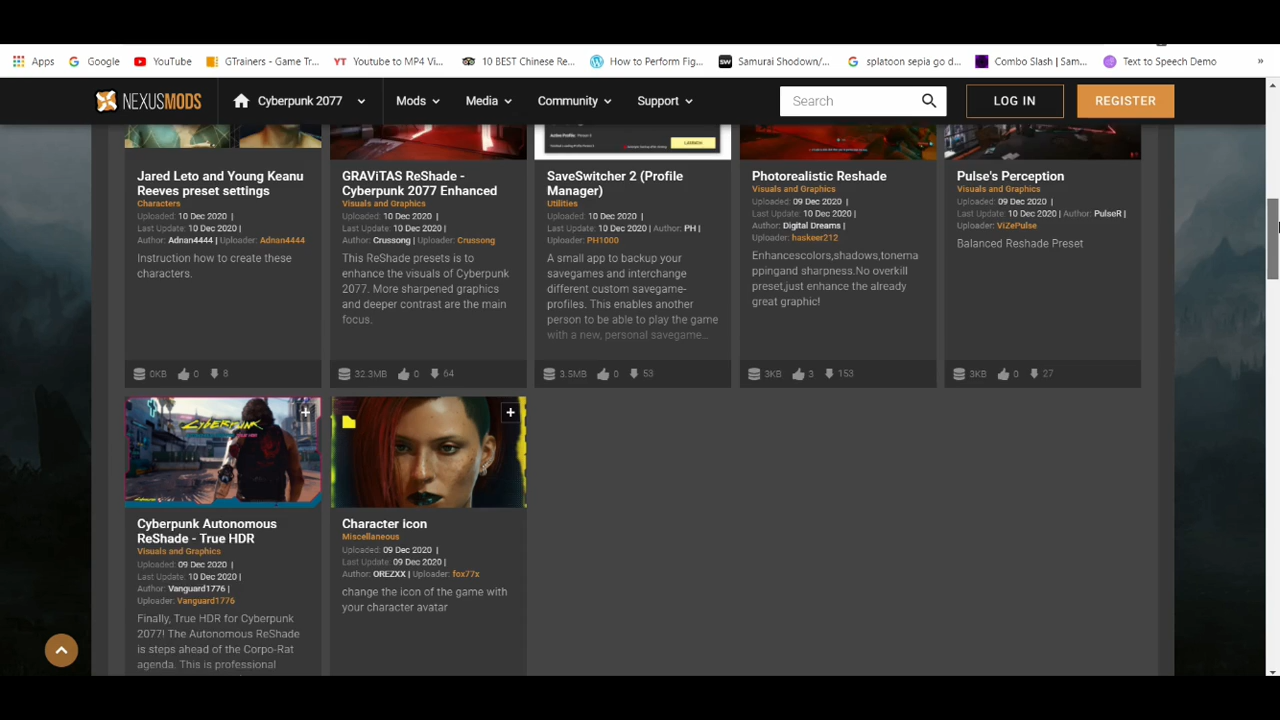 Apps Google YouTube GTrainers - Game Tr... YT Youtube to MP4 Vi... 10 BEST Chinese Re... How to Perform Fig... SW Samurai Shodown/... splatoon sepia go d... Combo Slash | Sam... Text to Speech Demo »
NEXUSMODS Cyberpunk 2077 Mods Media Community Support Search LOG IN REGISTER
Jared Leto and Young Keanu
Reeves preset settings
Characters
Uploaded: 10 Dec 2020 |
Last Update: 10 Dec 2020 |
Author: Adnan4444 | Uploader: Adnan4444
Instruction how to create these
characters.
0KB 0 8
GRAViTAS ReShade -
Cyberpunk 2077 Enhanced
Visuals and Graphics
Uploaded: 10 Dec 2020 |
Last Update: 10 Dec 2020 |
Author: Crussong | Uploader: Crussong
This ReShade presets is to
enhance the visuals of Cyberpunk
2077. More sharpened graphics
and deeper contrast are the main
focus.
32.3MB 0 64
SaveSwitcher 2 (Profile
Manager)
Utilities
Uploaded: 10 Dec 2020 |
Last Update: 10 Dec 2020 | Author: PH |
Uploader: PH1000
A small app to backup your
savegames and interchange
different custom savegame-
profiles. This enables another
person to be able to play the game
with a new, personal savegame...
3.5MB 0 53
Photorealistic Reshade
Visuals and Graphics
Uploaded: 09 Dec 2020 |
Last Update: 10 Dec 2020 |
Author: Digital Dreams |
Uploader: haskeer212
Enhancescolors,shadows,tonema
ppingand sharpness.No overkill
preset,just enhance the already
great graphic!
3KB 3 153
Pulse's Perception
Visuals and Graphics
Uploaded: 09 Dec 2020 |
Last Update: 10 Dec 2020 | Author: PulseR |
Uploader: ViZePulse
Balanced Reshade Preset
3KB 0 27
CYBERPUNK
Cyberpunk Autonomous
ReShade - True HDR
Visuals and Graphics
Uploaded: 09 Dec 2020 |
Last Update: 10 Dec 2020 |
Author: Vanguard1776 |
Uploader: Vanguard1776
Finally, True HDR for Cyberpunk
2077! The Autonomous ReShade
is steps ahead of the Corpo-Rat
agenda. This is professional
Character icon
Miscellaneous
Uploaded: 09 Dec 2020 |
Last Update: 09 Dec 2020 |
Author: OREZXX | Uploader: fox77x
change the icon of the game with
your character avatar